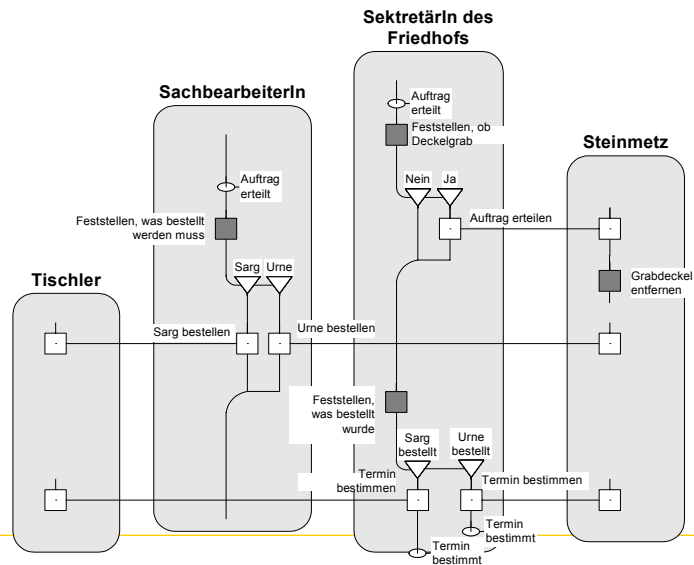 SektretärIn des
Friedhofs
SachbearbeiterIn
Steinmetz
Tischler
Auftrag
erteilt
Feststellen, ob
Deckelgrab
Nein
Ja
Auftrag erteilen
Auftrag
erteilt
Feststellen, was bestellt
werden muss
Sarg
Urne
Grabdeckel
entfernen
Sarg bestellen
Urne bestellen
Feststellen,
was bestellt
wurde
Sarg
bestellt
Urne
bestellt
Termin
bestimmen
Termin bestimmen
Termin
bestimmt
Termin
bestimmt